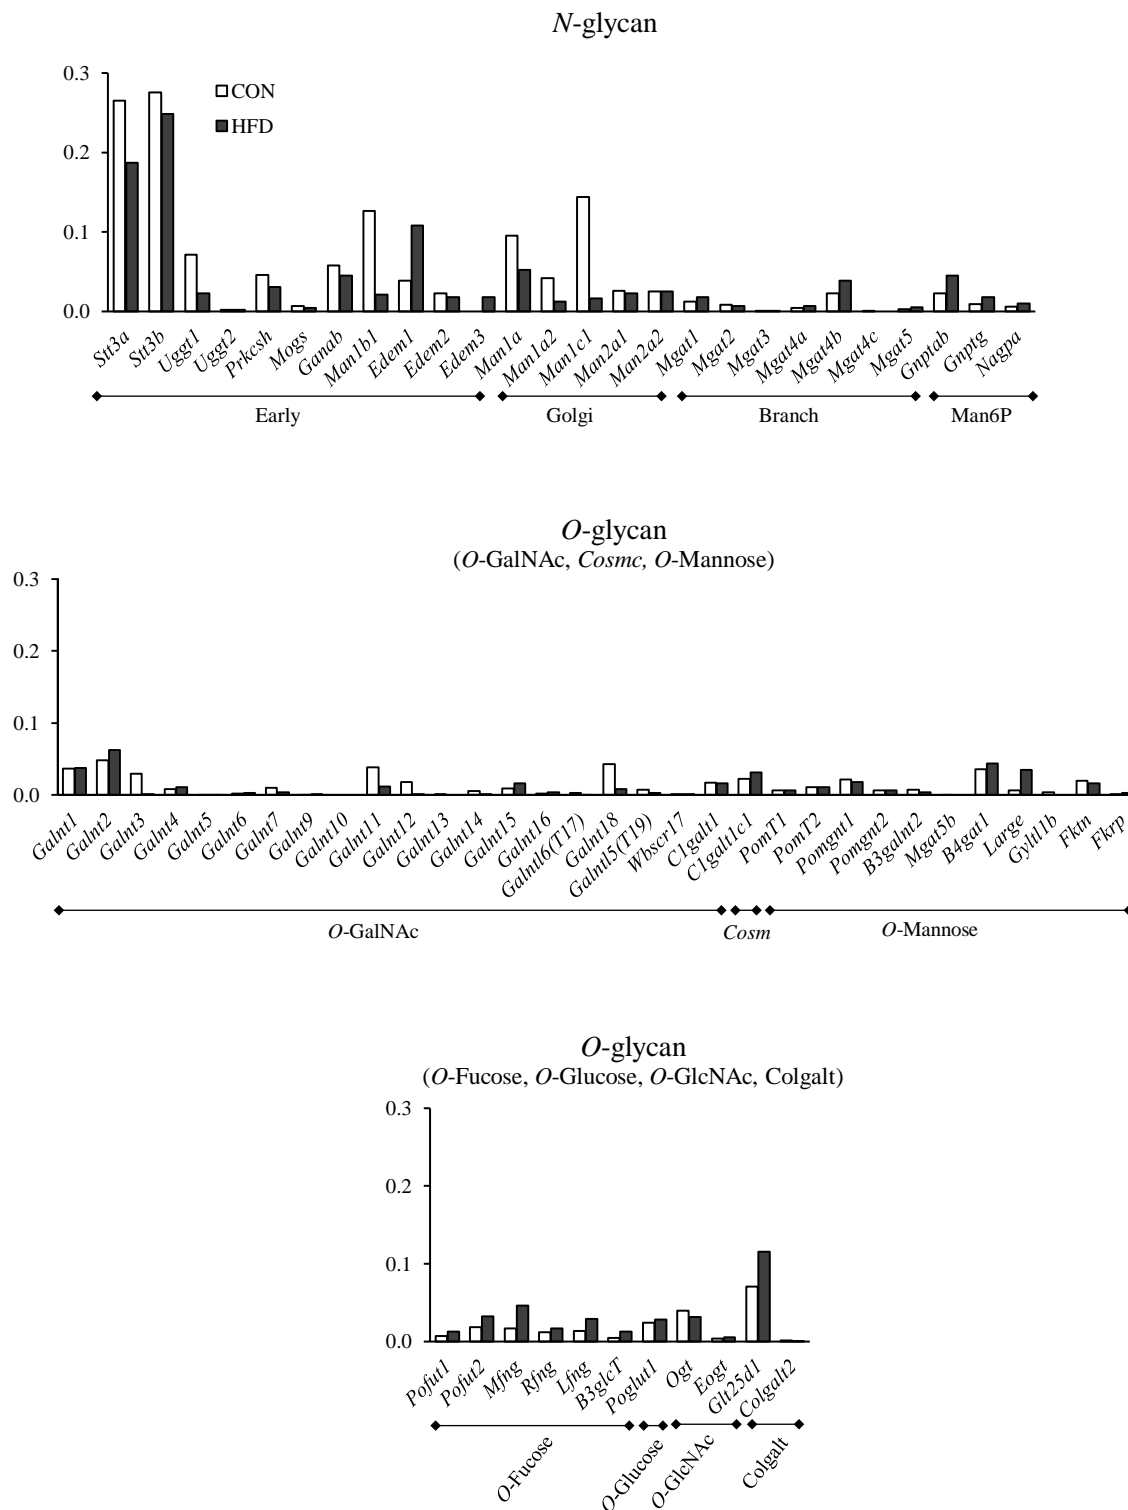 N-glycan
0.3
CON
HFD
0.2
0.1
0.0
Stt3a Stt3b Uggt1 Uggt2 Prkcsh Mogs Ganab Man1b1 Edem1 Edem2 Edem3 Man1a Man1a2 Man1c1 Man2a1 Man2a2 Mgat1 Mgat2 Mgat3 Mgat4a Mgat4b Mgat4c Mgat5 Gnptab Gnptg Nagpa
Early Golgi Branch Man6P
O-glycan
(O-GalNAc, Cosmc, O-Mannose)
0.3
0.2
0.1
0.0
Galnt1 Galnt2 Galnt3 Galnt4 Galnt5 Galnt6 Galnt7 Galnt9 Galnt10 Galnt11 Galnt12 Galnt13 Galnt14 Galnt15 Galnt16 Galntl6(T17) Galnt18 Galntl5(T19) Wbscr17 C1galt1 C1galt1c1 PomT1 PomT2 Pomgnt1 Pomgnt2 B3galnt2 Mgat5b B4gat1 Large Gyltl1b Fktn Fkrp
O-GalNAc Cosm O-Mannose
O-glycan
(O-Fucose, O-Glucose, O-GlcNAc, Colgalt)
0.3
0.2
0.1
0.0
Pofut1 Pofut2 Mfng Rfng Lfng B3glcT Poglut1 Ogt Eogt Glt25d1 Colgalt2
O-Fucose O-Glucose O-GlcNAc Colgalt